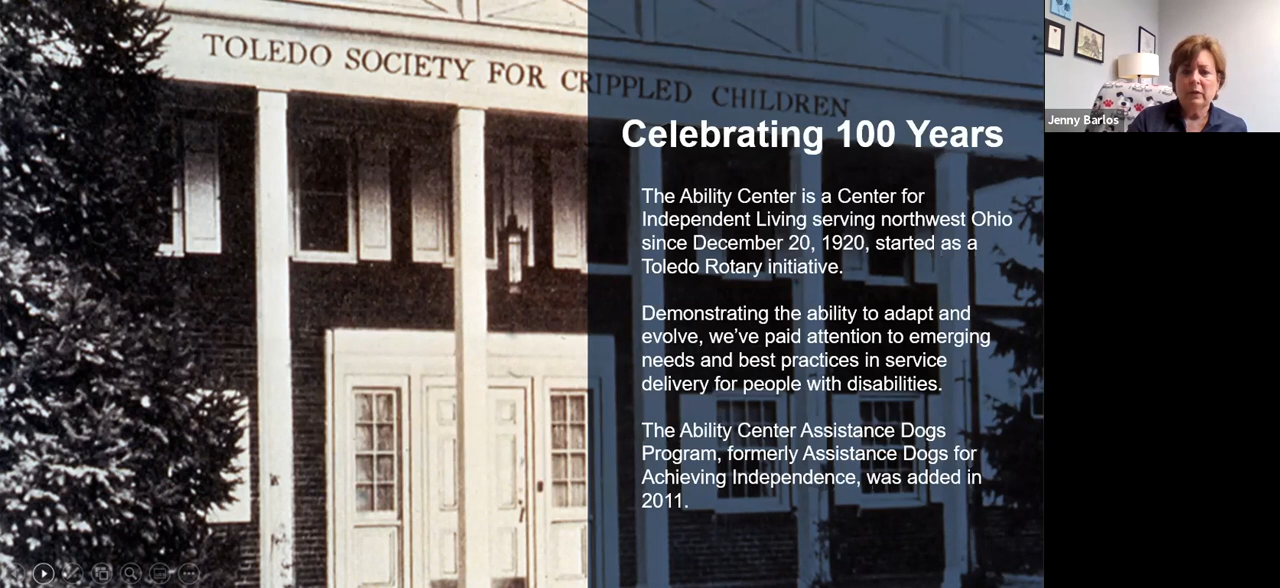 TOLEDO SOCIETY FOR CRIPPLED CHILDREN
Celebrating 100 Years
The Ability Center is a Center for
Independent Living serving northwest Ohio
since December 20, 1920, started as a
Toledo Rotary initiative.
Demonstrating the ability to adapt and
evolve, we’ve paid attention to emerging
needs and best practices in service
delivery for people with disabilities.
The Ability Center Assistance Dogs
Program, formerly Assistance Dogs for
Achieving Independence, was added in
2011.
Jenny Barlos